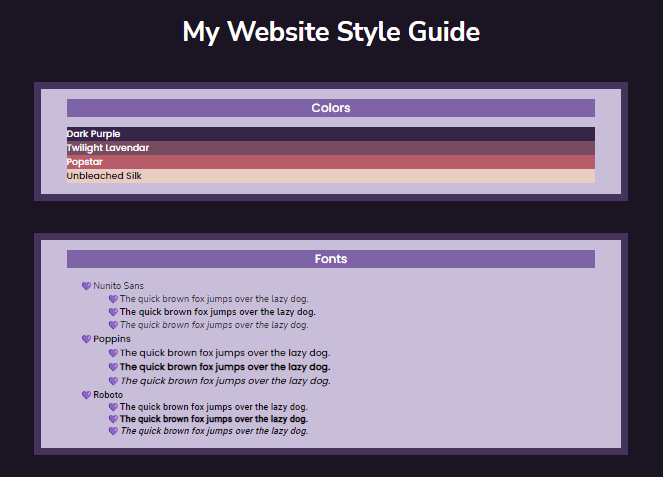 My Website Style Guide
Colors
Dark Purple
Twilight Lavendar
Popstar
Unbleached Silk
Fonts
Nunito Sans
The quick brown fox jumps over the lazy dog.
The quick brown fox jumps over the lazy dog.
The quick brown fox jumps over the lazy dog.
Poppins
The quick brown fox jumps over the lazy dog.
The quick brown fox jumps over the lazy dog.
The quick brown fox jumps over the lazy dog.
Roboto
The quick brown fox jumps over the lazy dog.
The quick brown fox jumps over the lazy dog.
The quick brown fox jumps over the lazy dog.